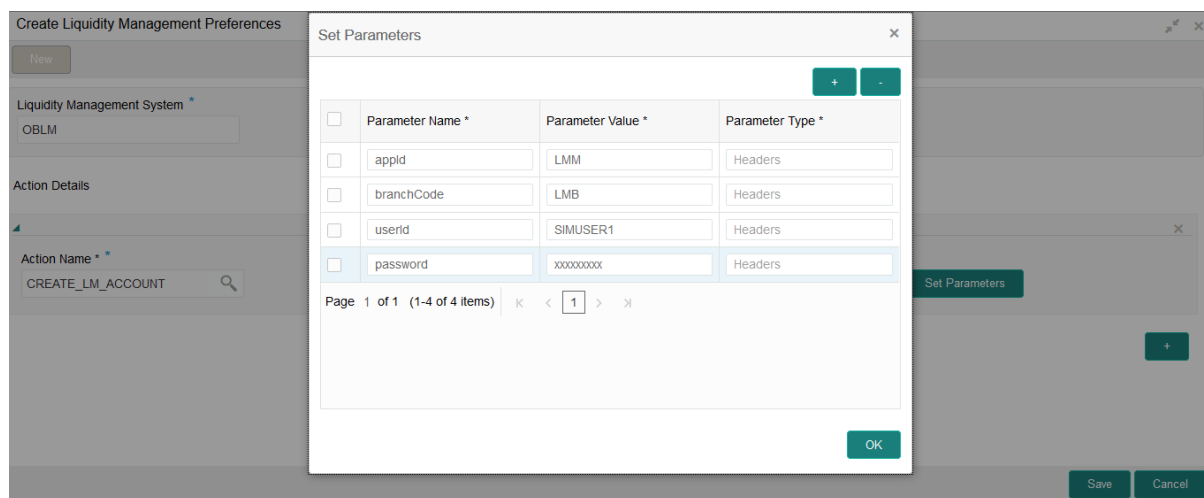 Create Liquidity Management Preferences
New
Liquidity Management System *
OBLM
Action Details
Action Name * *
CREATE_LM_ACCOUNT
Set Parameters
+
Save Cancel
Set Parameters ×
+ -
Parameter Name * Parameter Value * Parameter Type *
appId LMM Headers
branchCode LMB Headers
userId SIMUSER1 Headers
password xxxxxxxxx Headers
Page 1 of 1 (1-4 of 4 items) K < 1 > >|
OK